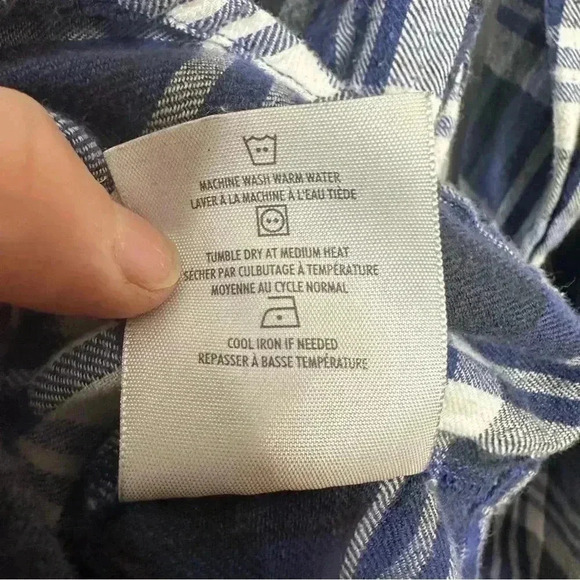 MACHINE WASH WARM WATER
LAVER A LA MACHINE À L'EAU TIÈDE
TUMBLE DRY AT MEDIUM HEAT
SÉCHER PAR CULBUTAGE À TEMPÉRATURE
MOYENNE AU CYCLE NORMAL
COOL IRON IF NEEDED
REPASSER À BASSE TEMPÉRATURE